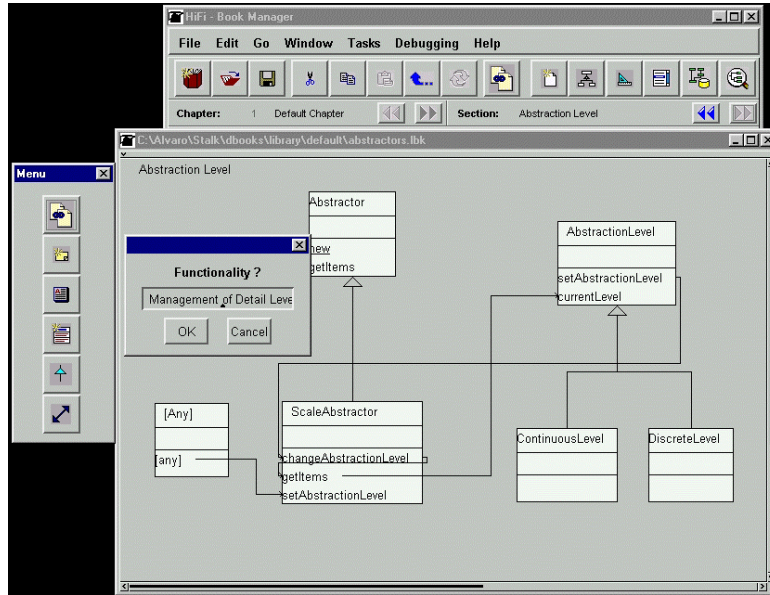 HiFi - Book Manager
File Edit Go Window Tasks Debugging Help
Chapter: 1 Default Chapter Section: Abstraction Level
C:\Alvaro\Stalk\dbooks\library\default\abstractors.lbk
Menu
Abstraction Level
Abstractor
new
getItems
AbstractionLevel
setAbstractionLevel
currentLevel
Functionality ?
Management of Detail Leve
OK Cancel
[Any]
[any]
ScaleAbstractor
changeAbstractionLevel
getItems
setAbstractionLevel
ContinuousLevel
DiscreteLevel